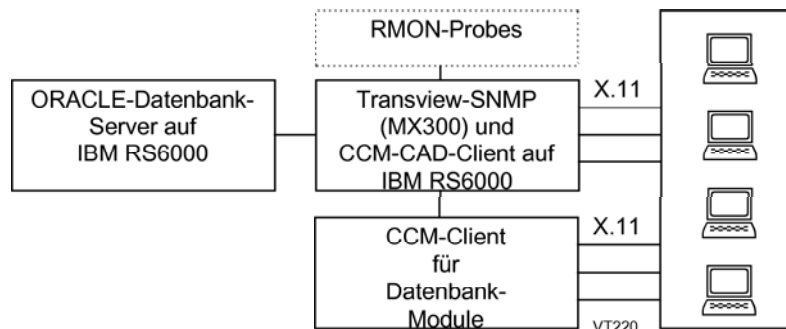 RMON-Probes
ORACLE-Datenbank-
Server auf
IBM RS6000
Transview-SNMP
(MX300) und
CCM-CAD-Client auf
IBM RS6000
X.11
CCM-Client
für
Datenbank-
Module
X.11
VT220